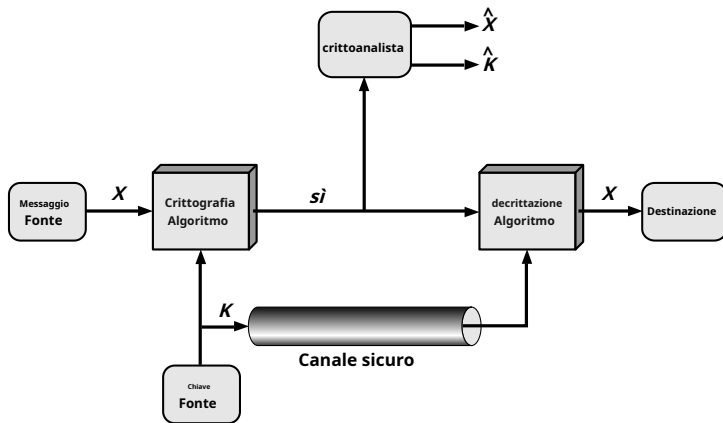 X̂
crittoanalista
K̂
Messaggio
Fonte
X
Crittografia
Algoritmo
sì
decrittazione
Algoritmo
X
Destinazione
K
Canale sicuro
Chiave
Fonte